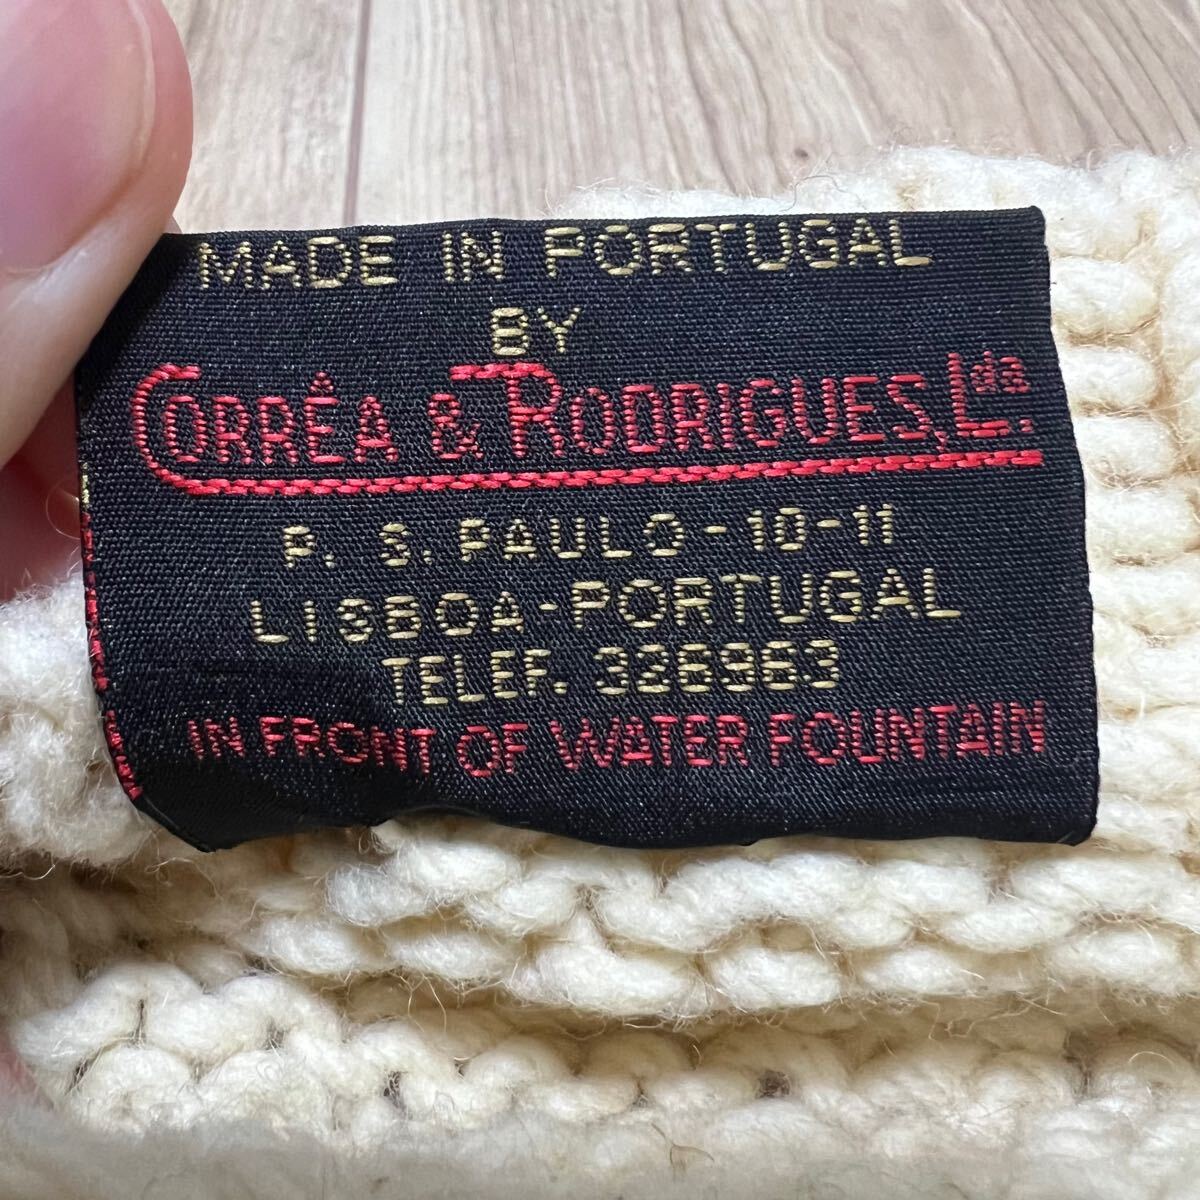 MADE IN PORTUGAL
BY
CORRÊA & RODRIGUES, Lda.
P. S. PAULO - 10-11
LISBOA - PORTUGAL
TELEF. 326963
IN FRONT OF WATER FOUNTAIN